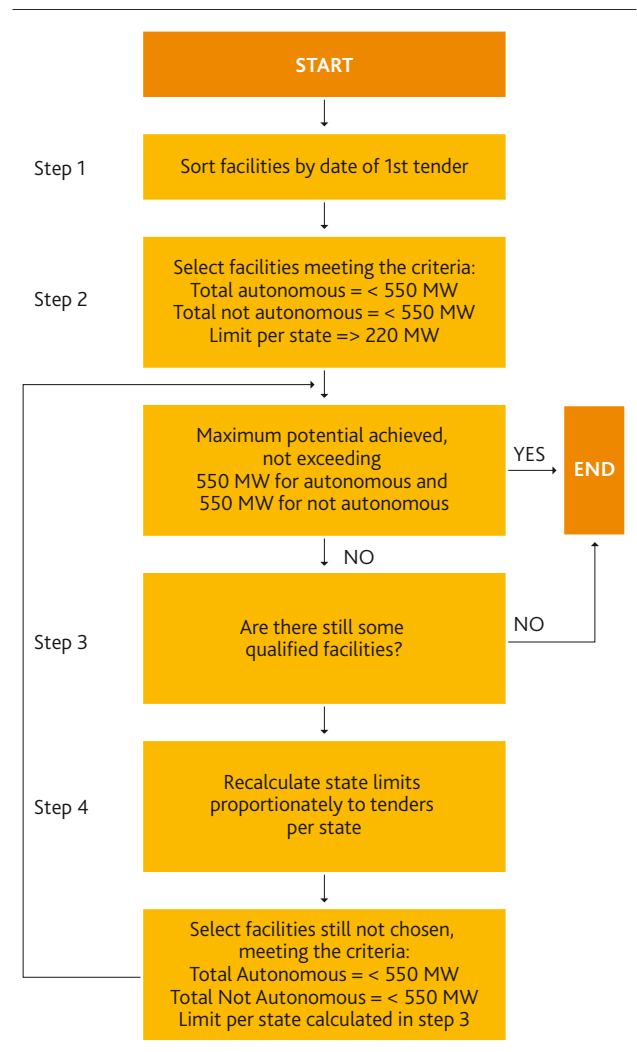 START
Step 1
Sort facilities by date of 1st tender
Step 2
Select facilities meeting the criteria:
Total autonomous = < 550 MW
Total not autonomous = < 550 MW
Limit per state => 220 MW
Maximum potential achieved,
not exceeding
550 MW for autonomous and
550 MW for not autonomous
YES
END
NO
Step 3
Are there still some
qualified facilities?
NO
Step 4
Recalculate state limits
proportionately to tenders
per state
Select facilities still not chosen,
meeting the criteria:
Total Autonomous = < 550 MW
Total Not Autonomous = < 550 MW
Limit per state calculated in step 3